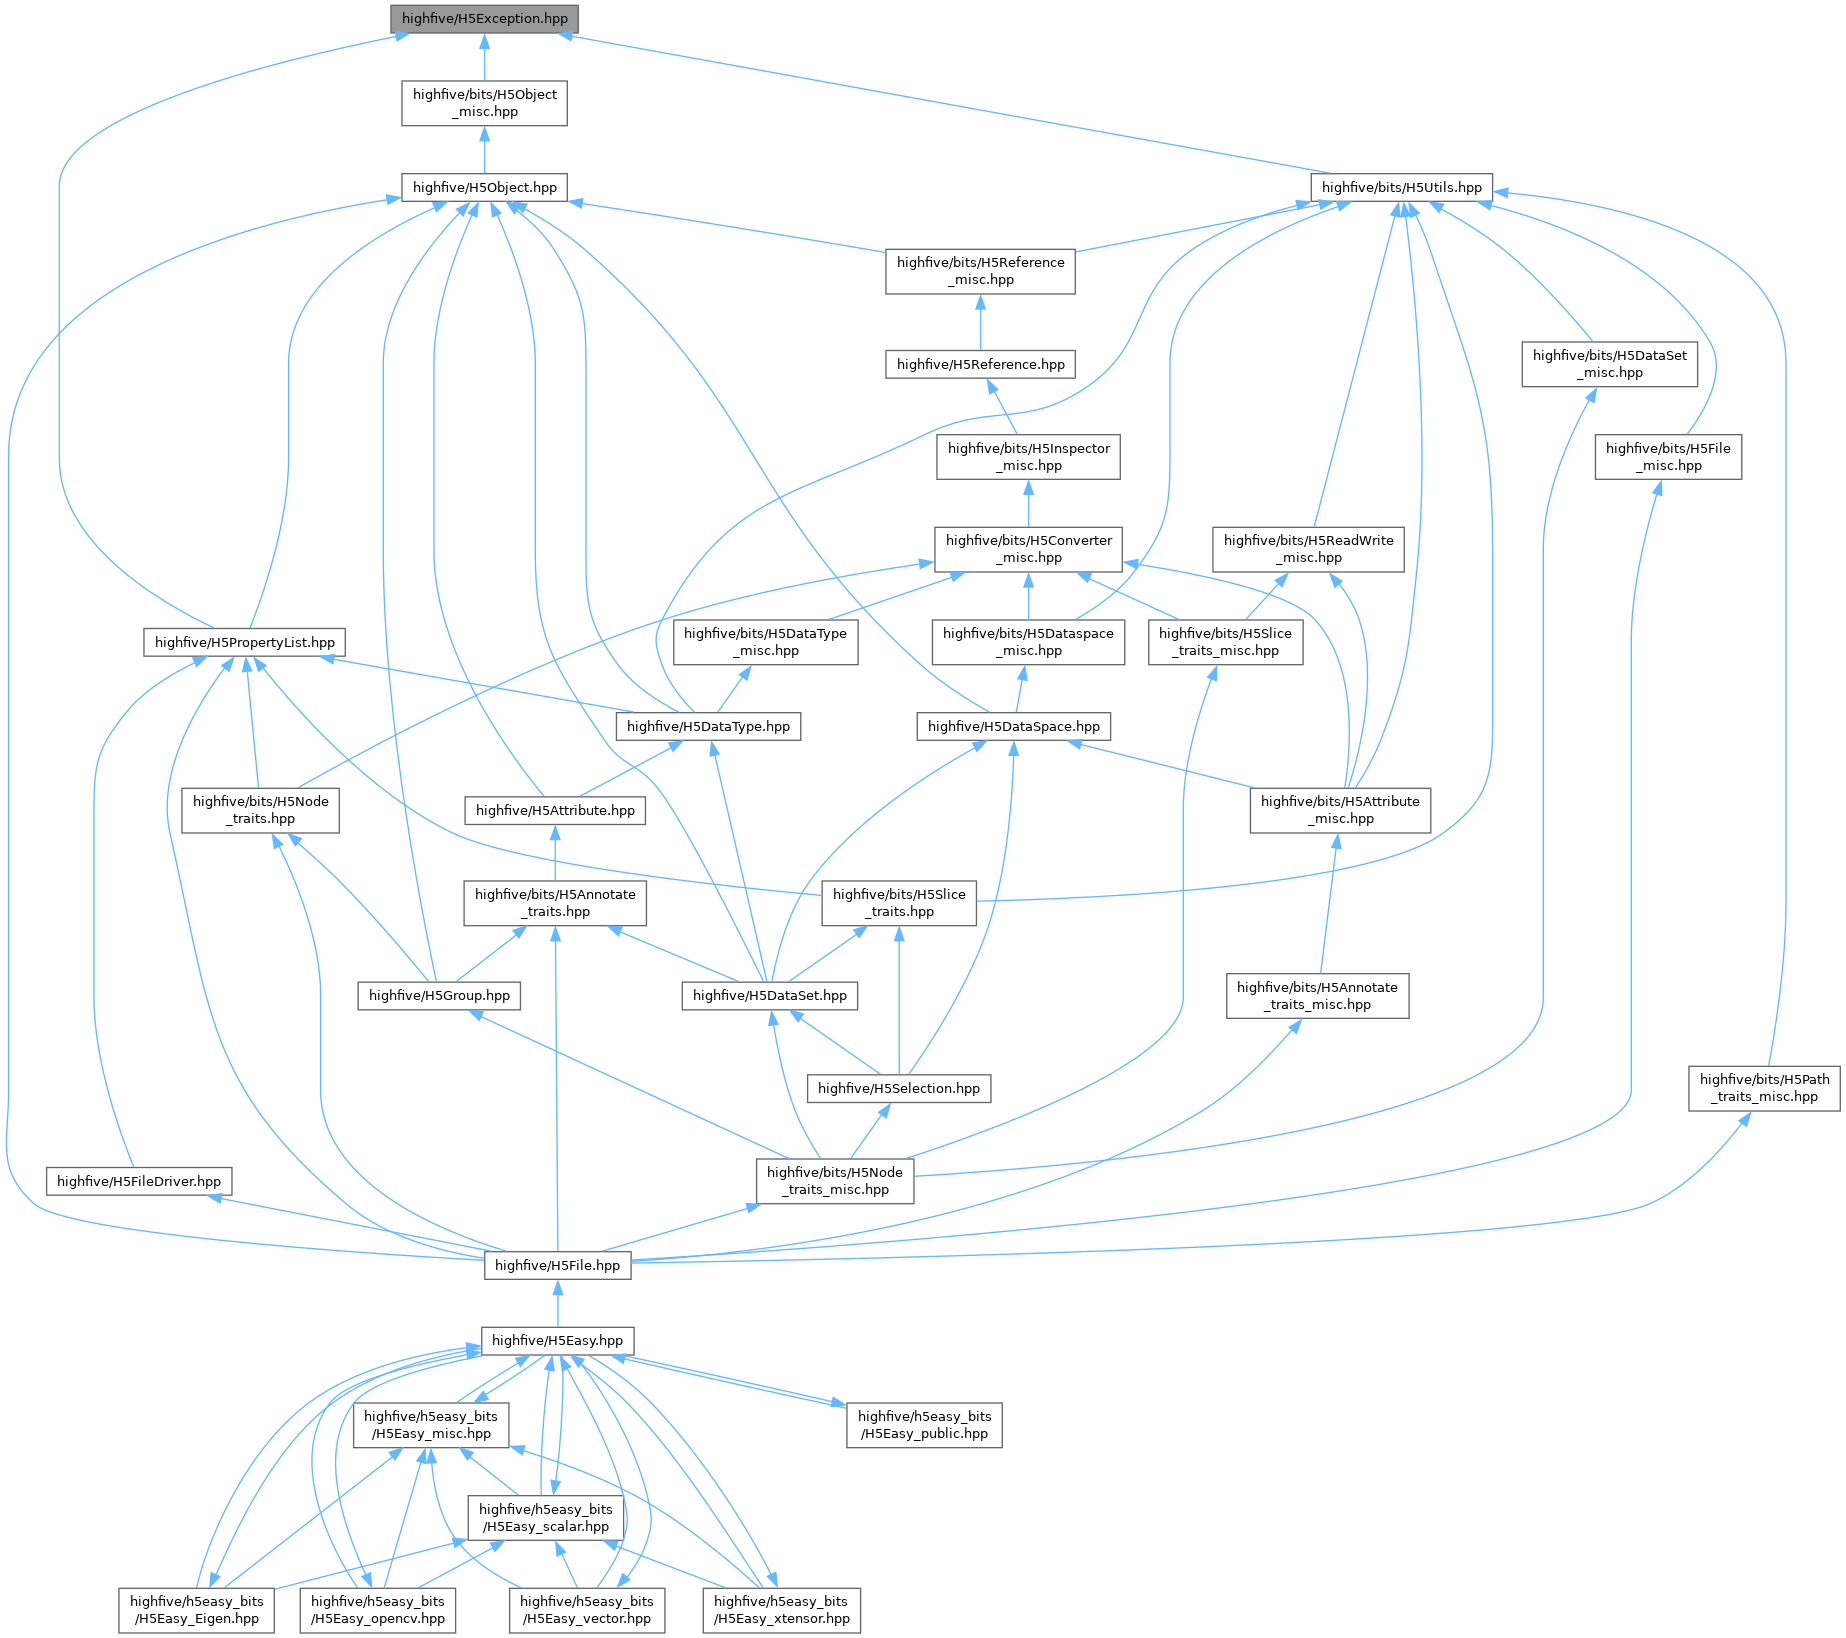 highfive/H5Exception.hpp
highfive/bits/H5Object
_misc.hpp
highfive/H5Object.hpp
highfive/bits/H5Utils.hpp
highfive/bits/H5Reference
_misc.hpp
highfive/H5Reference.hpp
highfive/bits/H5DataSet
_misc.hpp
highfive/bits/H5Inspector
_misc.hpp
highfive/bits/H5File
_misc.hpp
highfive/bits/H5Converter
_misc.hpp
highfive/bits/H5ReadWrite
_misc.hpp
highfive/H5PropertyList.hpp
highfive/bits/H5DataType
_misc.hpp
highfive/bits/H5Dataspace
_misc.hpp
highfive/bits/H5Slice
_traits_misc.hpp
highfive/H5DataType.hpp
highfive/H5DataSpace.hpp
highfive/bits/H5Node
_traits.hpp
highfive/H5Attribute.hpp
highfive/bits/H5Attribute
_misc.hpp
highfive/bits/H5Annotate
_traits.hpp
highfive/bits/H5Slice
_traits.hpp
highfive/H5Group.hpp
highfive/H5DataSet.hpp
highfive/bits/H5Annotate
_traits_misc.hpp
highfive/H5Selection.hpp
highfive/bits/H5Path
_traits_misc.hpp
highfive/H5FileDriver.hpp
highfive/bits/H5Node
_traits_misc.hpp
highfive/H5File.hpp
highfive/H5Easy.hpp
highfive/h5easy_bits
/H5Easy_misc.hpp
highfive/h5easy_bits
/H5Easy_public.hpp
highfive/h5easy_bits
/H5Easy_scalar.hpp
highfive/h5easy_bits
/H5Easy_Eigen.hpp
highfive/h5easy_bits
/H5Easy_opencv.hpp
highfive/h5easy_bits
/H5Easy_vector.hpp
highfive/h5easy_bits
/H5Easy_xtensor.hpp